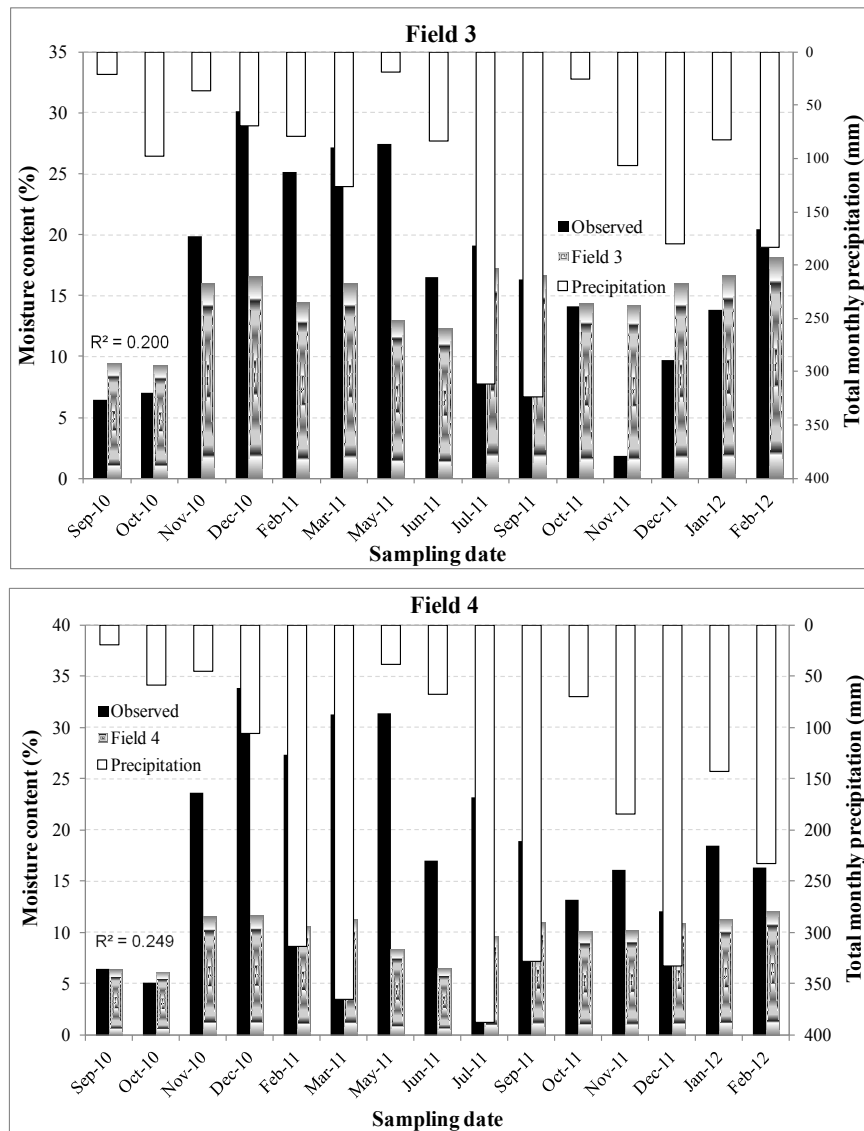 Field 3
35
30
25
20
15
10
5
0
Moisture content (%)
0
50
100
150
200
250
300
350
400
Total monthly precipitation (mm)
Observed
Field 3
Precipitation
R² = 0.200
Sep-10
Oct-10
Nov-10
Dec-10
Feb-11
Mar-11
May-11
Jun-11
Jul-11
Sep-11
Oct-11
Nov-11
Dec-11
Jan-12
Feb-12
Sampling date
Field 4
40
35
30
25
20
15
10
5
0
Moisture content (%)
0
50
100
150
200
250
300
350
400
Total monthly precipitation (mm)
Observed
Field 4
Precipitation
R² = 0.249
Sep-10
Oct-10
Nov-10
Dec-10
Feb-11
Mar-11
May-11
Jun-11
Jul-11
Sep-11
Oct-11
Nov-11
Dec-11
Jan-12
Feb-12
Sampling date